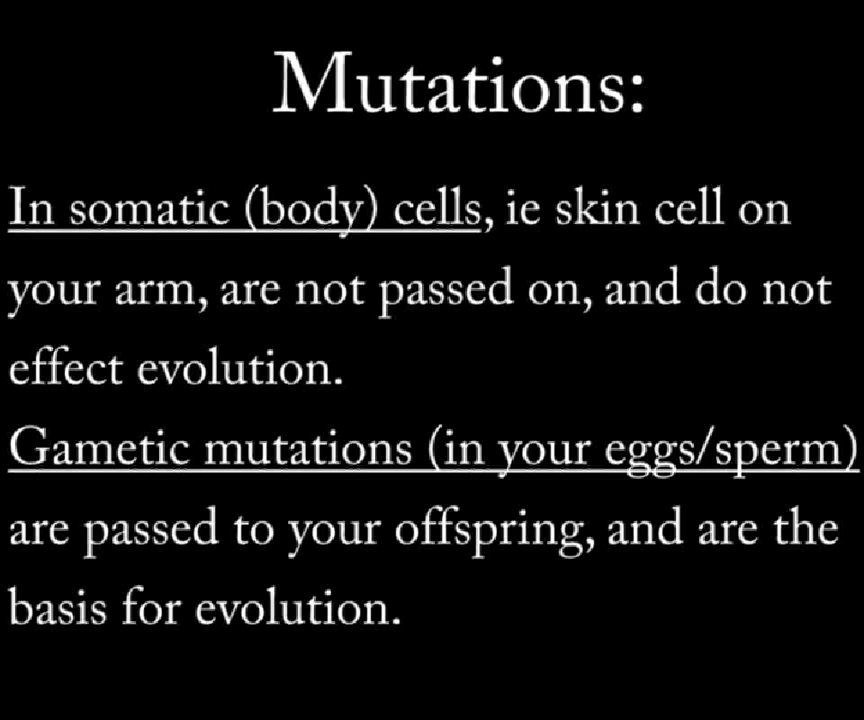 Mutations:
In somatic (body) cells, ie skin cell on
your arm, are not passed on, and do not
effect evolution.
Gametic mutations (in your eggs/sperm)
are passed to your offspring, and are the
basis for evolution.